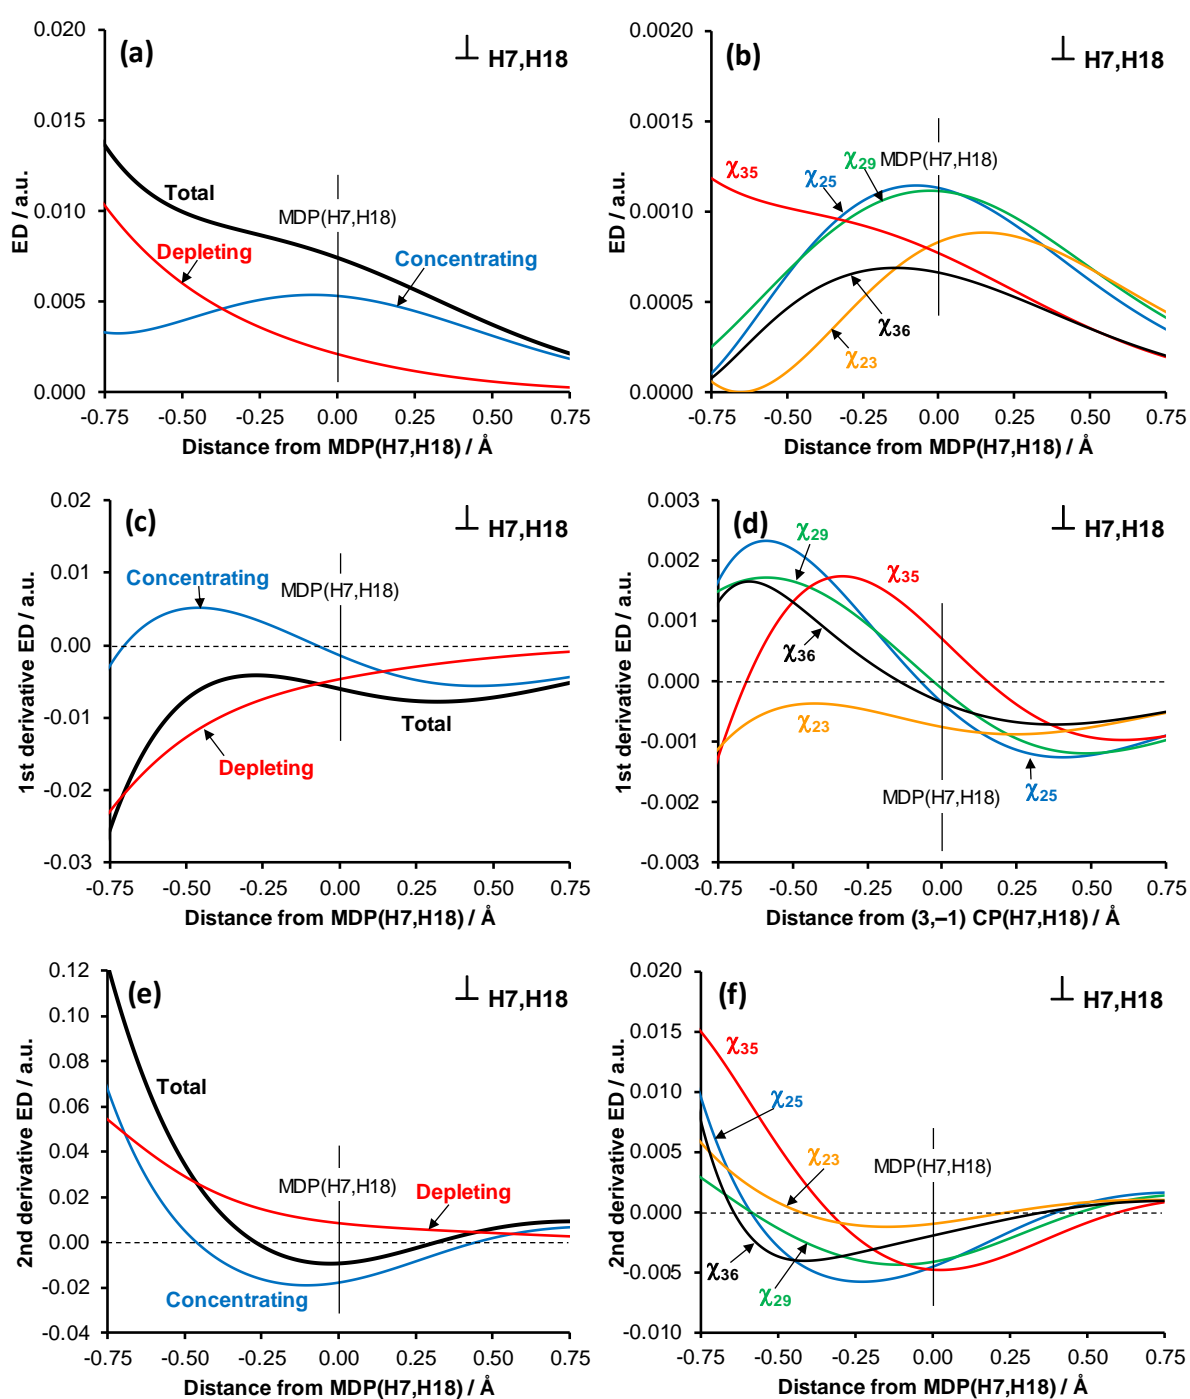 (a)
⊥ H7,H18
ED / a.u.
0.020
0.015
0.010
0.005
0.000
Total
MDP(H7,H18)
Depleting
Concentrating
-0.75 -0.50 -0.25 0.00 0.25 0.50 0.75
Distance from MDP(H7,H18) / Å
(b)
⊥ H7,H18
ED / a.u.
0.0020
0.0015
0.0010
0.0005
0.0000
χ35
χ25
χ29
MDP(H7,H18)
χ36
χ23
-0.75 -0.50 -0.25 0.00 0.25 0.50 0.75
Distance from MDP(H7,H18) / Å
(c)
⊥ H7,H18
1st derivative ED / a.u.
0.02
0.01
0.00
-0.01
-0.02
-0.03
Concentrating
MDP(H7,H18)
Total
Depleting
-0.75 -0.50 -0.25 0.00 0.25 0.50 0.75
Distance from MDP(H7,H18) / Å
(d)
⊥ H7,H18
1st derivative ED / a.u.
0.003
0.002
0.001
0.000
-0.001
-0.002
-0.003
χ29
χ35
χ36
χ23
MDP(H7,H18)
χ25
-0.75 -0.50 -0.25 0.00 0.25 0.50 0.75
Distance from (3,–1) CP(H7,H18) / Å
(e)
⊥ H7,H18
2nd derivative ED / a.u.
0.12
0.10
0.08
0.06
0.04
0.02
0.00
-0.02
-0.04
Total
MDP(H7,H18)
Depleting
Concentrating
-0.75 -0.50 -0.25 0.00 0.25 0.50 0.75
Distance from MDP(H7,H18) / Å
(f)
⊥ H7,H18
2nd derivative ED / a.u.
0.020
0.015
0.010
0.005
0.000
-0.005
-0.010
χ35
χ25
χ23
MDP(H7,H18)
χ36
χ29
-0.75 -0.50 -0.25 0.00 0.25 0.50 0.75
Distance from MDP(H7,H18) / Å